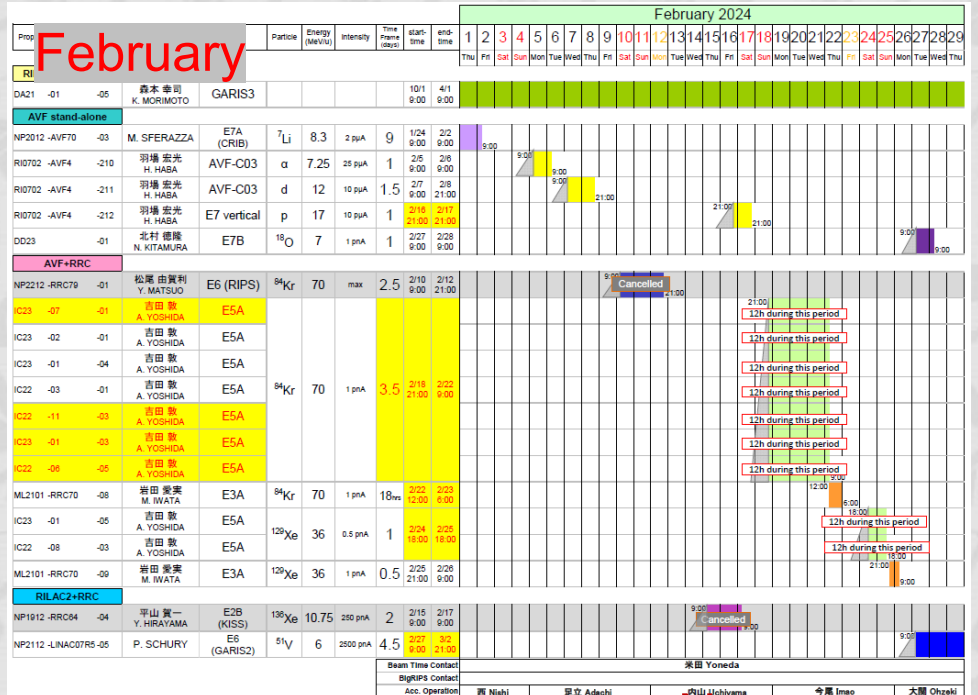 February 2024
February
Prop
Particle
Energy (MeV/u)
Intensity
Time Frame (days)
start-time
end-time
1 2 3 4 5 6 7 8 9 10 11 12 13 14 15 16 17 18 19 20 21 22 23 24 25 26 27 28 29
Thu Fri Sat Sun Mon Tue Wed Thu Fri Sat Sun Mon Tue Wed Thu Fri Sat Sun Mon Tue Wed Thu Fri Sat Sun Mon Tue Wed Thu
RI
DA21 -01 -05 森本 幸司 K. MORIMOTO GARIS3 10/1 9:00 4/1 9:00
AVF stand-alone
NP2012 -AVF70 -03 M. SFERAZZA E7A (CRIB) ⁷Li 8.3 2 pμA 9 1/24 9:00 2/2 9:00 9:00
RI0702 -AVF4 -210 羽場 宏光 H. HABA AVF-C03 α 7.25 25 pμA 1 2/5 9:00 2/6 9:00 9:00 9:00
RI0702 -AVF4 -211 羽場 宏光 H. HABA AVF-C03 d 12 10 pμA 1.5 2/7 9:00 2/8 21:00 9:00 21:00
RI0702 -AVF4 -212 羽場 宏光 H. HABA E7 vertical p 17 10 pμA 1 2/16 21:00 2/17 21:00 21:00 21:00
DD23 -01 北村 徳隆 N. KITAMURA E7B ¹⁸O 7 1 pnA 1 2/27 9:00 2/28 9:00 9:00 9:00
AVF+RRC
NP2212 -RRC79 -01 松尾 由賀利 Y. MATSUO E6 (RIPS) ⁸⁴Kr 70 max 2.5 2/10 9:00 2/12 21:00 9:00 Cancelled 21:00
IC23 -07 -01 吉田 敦 A. YOSHIDA E5A 21:00 12h during this period
IC23 -02 -01 吉田 敦 A. YOSHIDA E5A 12h during this period
IC23 -01 -04 吉田 敦 A. YOSHIDA E5A 12h during this period
IC22 -03 -01 吉田 敦 A. YOSHIDA E5A ⁸⁴Kr 70 1 pnA 3.5 2/18 21:00 2/22 9:00 12h during this period
IC22 -11 -03 吉田 敦 A. YOSHIDA E5A 12h during this period
IC23 -01 -03 吉田 敦 A. YOSHIDA E5A 12h during this period
IC22 -06 -05 吉田 敦 A. YOSHIDA E5A 12h during this period 9:00
ML2101 -RRC70 -08 岩田 愛実 M. IWATA E3A ⁸⁴Kr 70 1 pnA 18hrs 2/22 12:00 2/23 6:00 12:00 6:00
IC23 -01 -05 吉田 敦 A. YOSHIDA E5A 18:00 12h during this period
¹²⁹Xe 36 0.5 pnA 1 2/24 18:00 2/25 18:00
IC22 -08 -03 吉田 敦 A. YOSHIDA E5A 12h during this period 18:00
ML2101 -RRC70 -09 岩田 愛実 M. IWATA E3A ¹²⁹Xe 36 1 pnA 0.5 2/25 21:00 2/26 9:00 21:00 9:00
RILAC2+RRC
NP1912 -RRC64 -04 平山 賀一 Y. HIRAYAMA E2B (KISS) ¹³⁶Xe 10.75 250 pnA 2 2/15 9:00 2/17 9:00 9:00 Cancelled 9:00
NP2112 -LINAC07R5 -05 P. SCHURY E6 (GARIS2) ⁵¹V 6 2500 pnA 4.5 2/27 9:00 3/2 21:00 9:00
Beam Time Contact 米田 Yoneda
BigRIPS Contact
Acc. Operation 西 Nishi 足立 Adachi 内山 Uchiyama 今尾 Imao 大関 Ohzeki